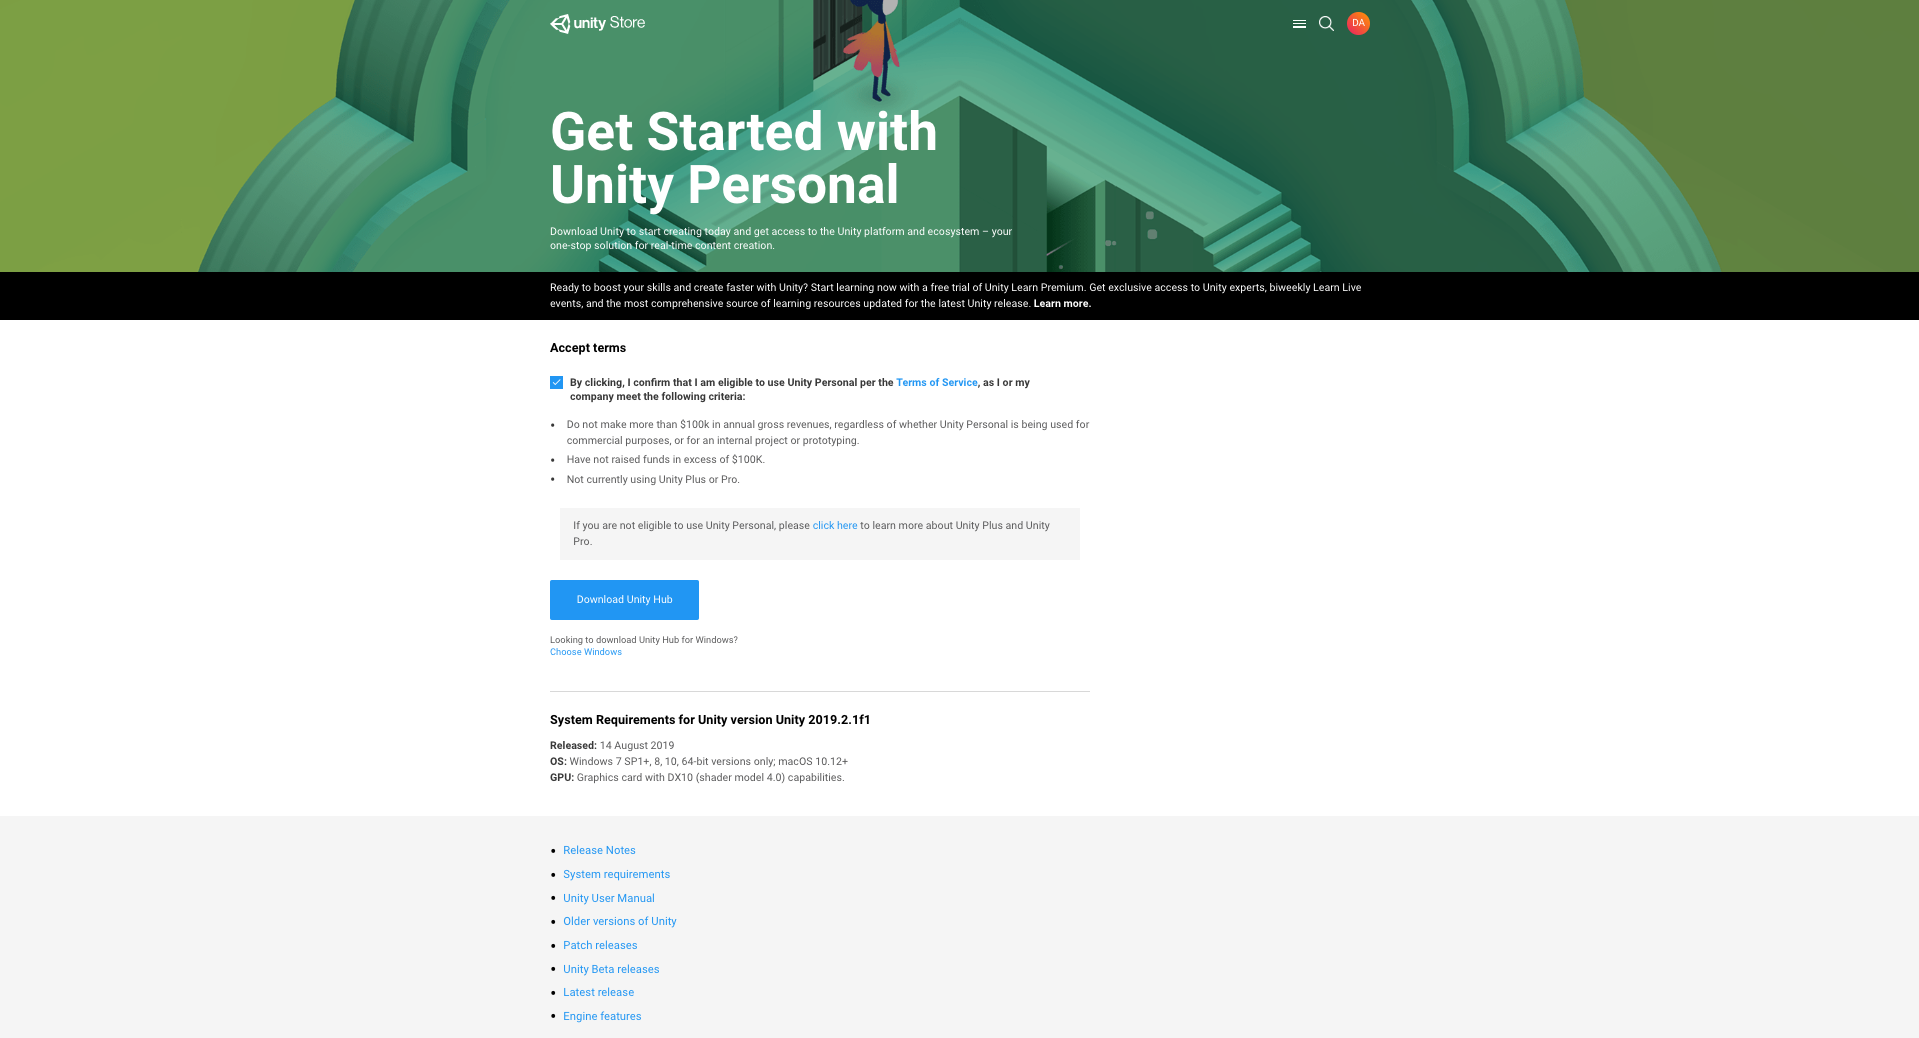 unity Store
DA
Get Started with
Unity Personal
Download Unity to start creating today and get access to the Unity platform and ecosystem – your
one-stop solution for real-time content creation.
Ready to boost your skills and create faster with Unity? Start learning now with a free trial of Unity Learn Premium. Get exclusive access to Unity experts, biweekly Learn Live
events, and the most comprehensive source of learning resources updated for the latest Unity release. Learn more.
Accept terms
By clicking, I confirm that I am eligible to use Unity Personal per the Terms of Service, as I or my
company meet the following criteria:
• Do not make more than $100k in annual gross revenues, regardless of whether Unity Personal is being used for
commercial purposes, or for an internal project or prototyping.
• Have not raised funds in excess of $100K.
• Not currently using Unity Plus or Pro.
If you are not eligible to use Unity Personal, please click here to learn more about Unity Plus and Unity
Pro.
Download Unity Hub
Looking to download Unity Hub for Windows?
Choose Windows
System Requirements for Unity version Unity 2019.2.1f1
Released: 14 August 2019
OS: Windows 7 SP1+, 8, 10, 64-bit versions only; macOS 10.12+
GPU: Graphics card with DX10 (shader model 4.0) capabilities.
• Release Notes
• System requirements
• Unity User Manual
• Older versions of Unity
• Patch releases
• Unity Beta releases
• Latest release
• Engine features